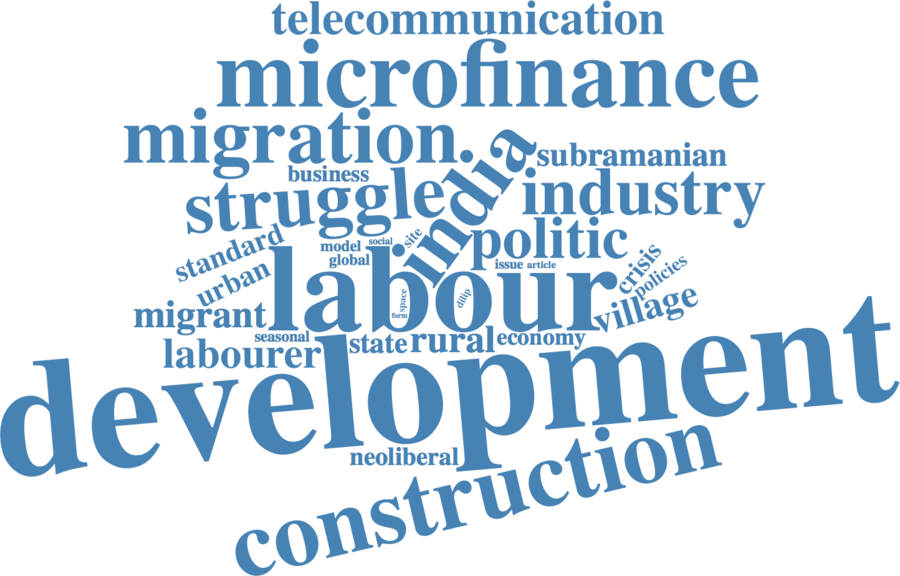 telecommunication
microfinance
migration
india
subramanian
business
struggle
industry
standard
model
social
site
politic
global
issue
article
crisis
policies
urban
labour
space
dilip
form
migrant
village
seasonal
labourer
state
rural
economy
development
neoliberal
construction